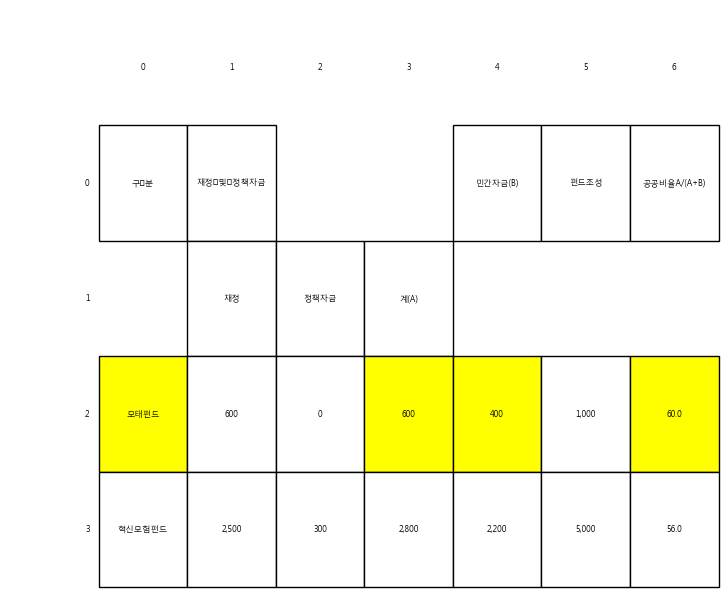 0 1 2 3 4 5 6
0 구▯분 재정▯및▯정책자금 민간자금(B) 펀드조성 공공비율A/(A+B)
1 재정 정책자금 계(A)
2 모태펀드 600 0 600 400 1,000 60.0
3 혁신모험펀드 2,500 300 2,800 2,200 5,000 56.0